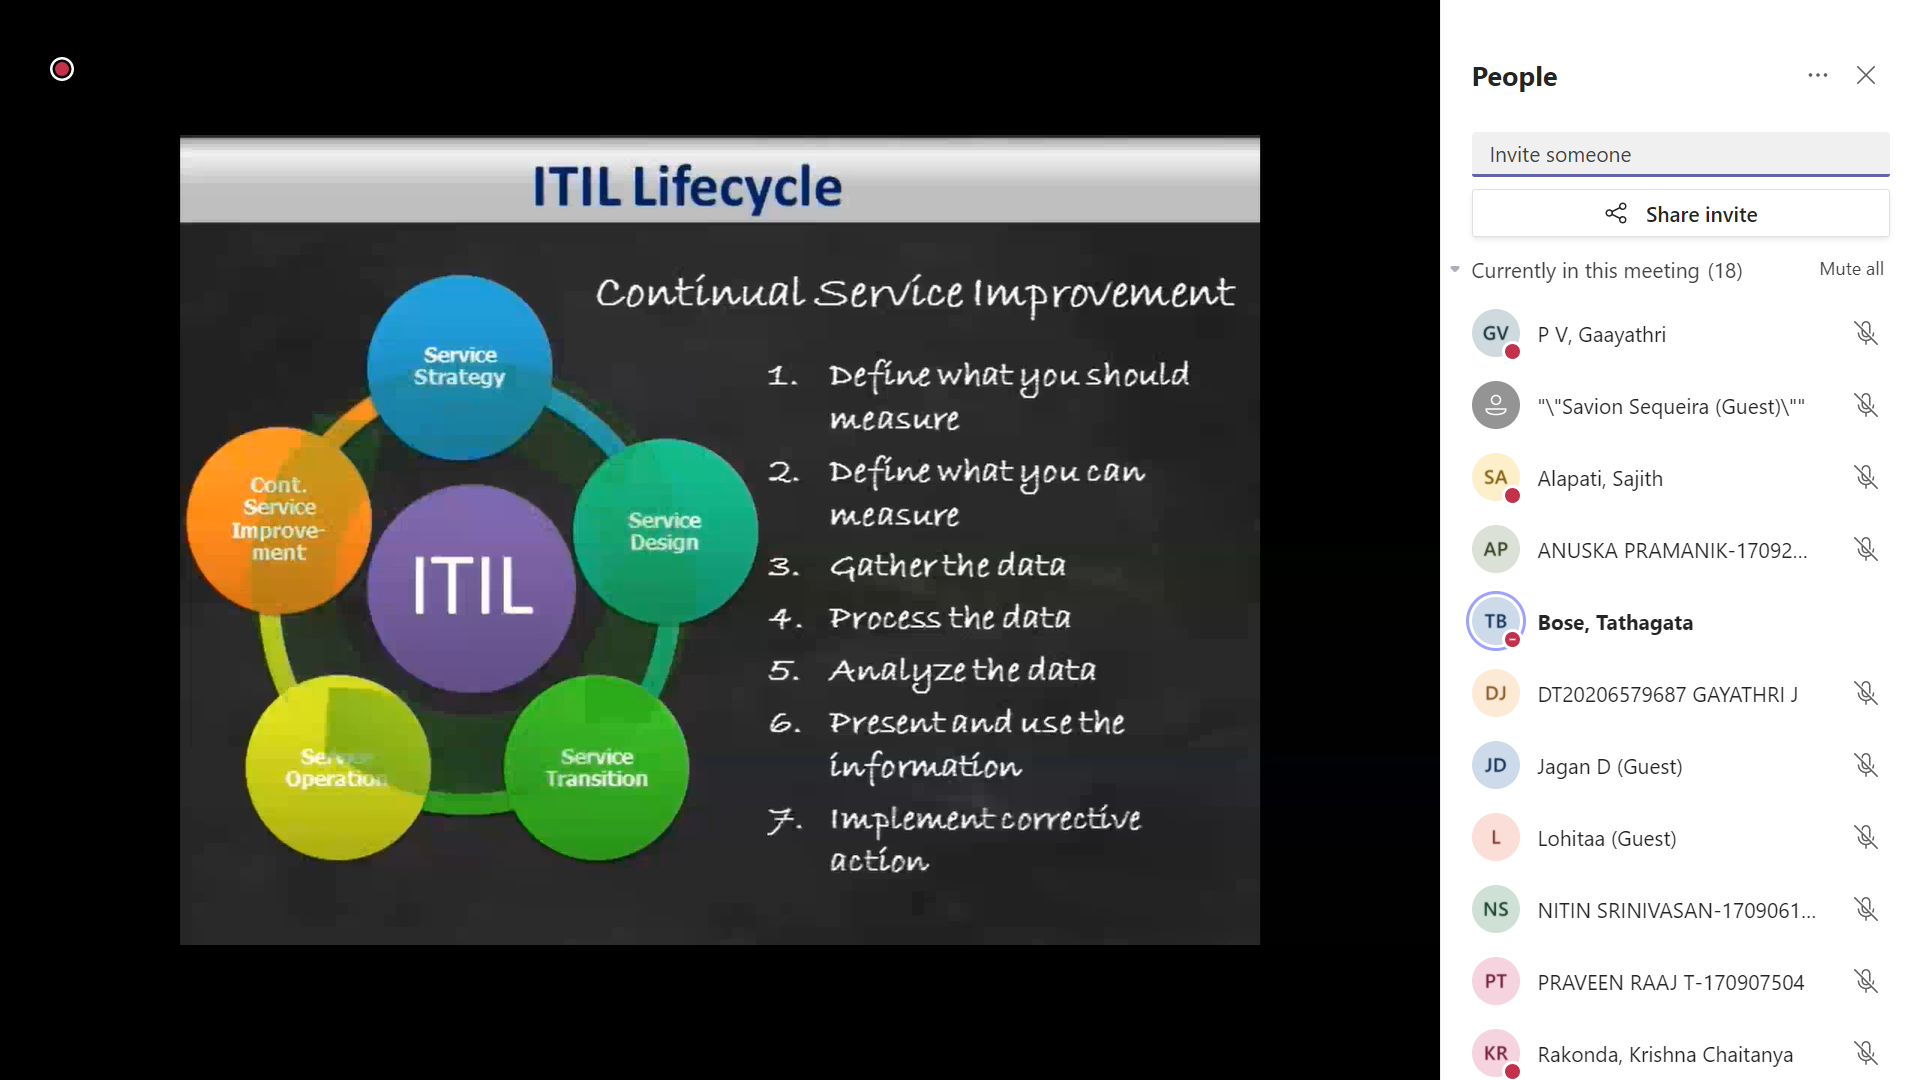 ITIL Lifecycle
Continual Service Improvement
Service
Strategy
Cont.
Service
Improve-
ment
Service
Design
ITIL
Service
Operation
Service
Transition
1. Define what you should
measure
2. Define what you can
measure
3. Gather the data
4. Process the data
5. Analyze the data
6. Present and use the
information
7. Implement corrective
action
People
Invite someone
Share invite
Currently in this meeting (18) Mute all
GV P V, Gaayathri
"\"Savion Sequeira (Guest)\""
SA Alapati, Sajith
AP ANUSKA PRAMANIK-17092...
TB Bose, Tathagata
DJ DT20206579687 GAYATHRI J
JD Jagan D (Guest)
L Lohitaa (Guest)
NS NITIN SRINIVASAN-1709061...
PT PRAVEEN RAAJ T-170907504
KR Rakonda, Krishna Chaitanya